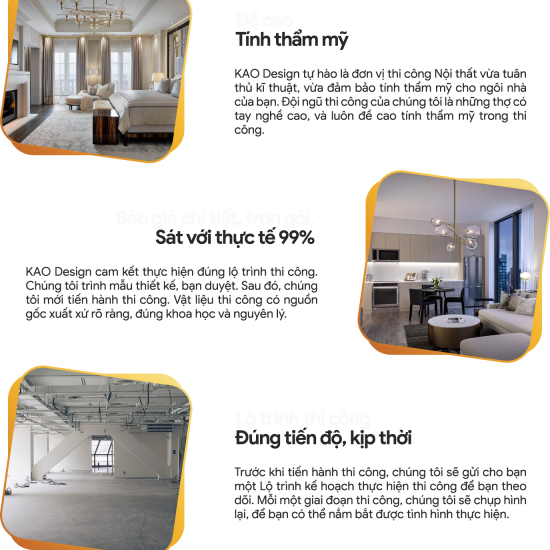 Đề cao
Tính thẩm mỹ
KAO Design tự hào là đơn vị thi công Nội thất vừa tuân
thủ kĩ thuật, vừa đảm bảo tính thẩm mỹ cho ngôi nhà
của bạn. Đội ngũ thi công của chúng tôi là những thợ có
tay nghề cao, và luôn đề cao tính thẩm mỹ trong thi
công.
Báo giá chi tiết, trọn gói,
Sát với thực tế 99%
KAO Design cam kết thực hiện đúng lộ trình thi công.
Chúng tôi trình mẫu thiết kế, bạn duyệt. Sau đó, chúng
tôi mới tiến hành thi công. Vật liệu thi công có nguồn
gốc xuất xứ rõ ràng, đúng khoa học và nguyên lý.
Lộ trình thi công
Đúng tiến độ, kịp thời
Trước khi tiến hành thi công, chúng tôi sẽ gửi cho bạn
một Lộ trình kế hoạch thực hiện thi công để bạn theo
dõi. Mỗi một giai đoạn thi công, chúng tôi sẽ chụp hình
lại, để bạn có thể nắm bắt được tình hình thực hiện.